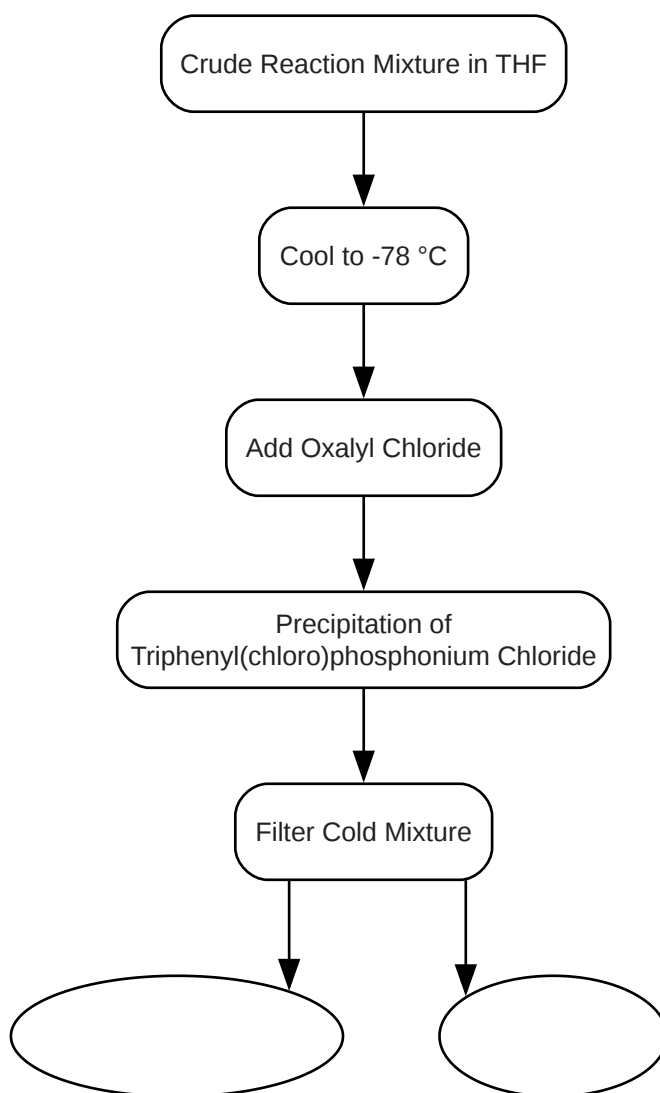 Crude Reaction Mixture in THF
Cool to -78 °C
Add Oxalyl Chloride
Precipitation of
Triphenyl(chloro)phosphonium Chloride
Filter Cold Mixture